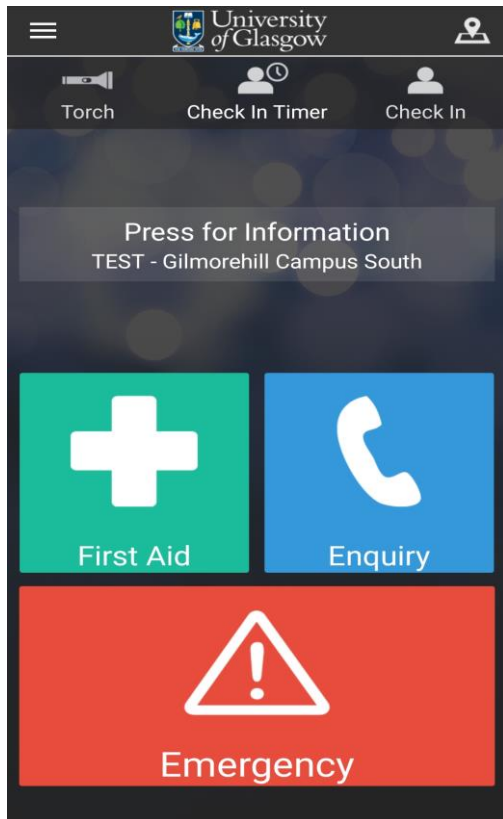 University
of Glasgow
Torch
Check In Timer
Check In
Press for Information
TEST - Gilmorehill Campus South
First Aid
Enquiry
Emergency